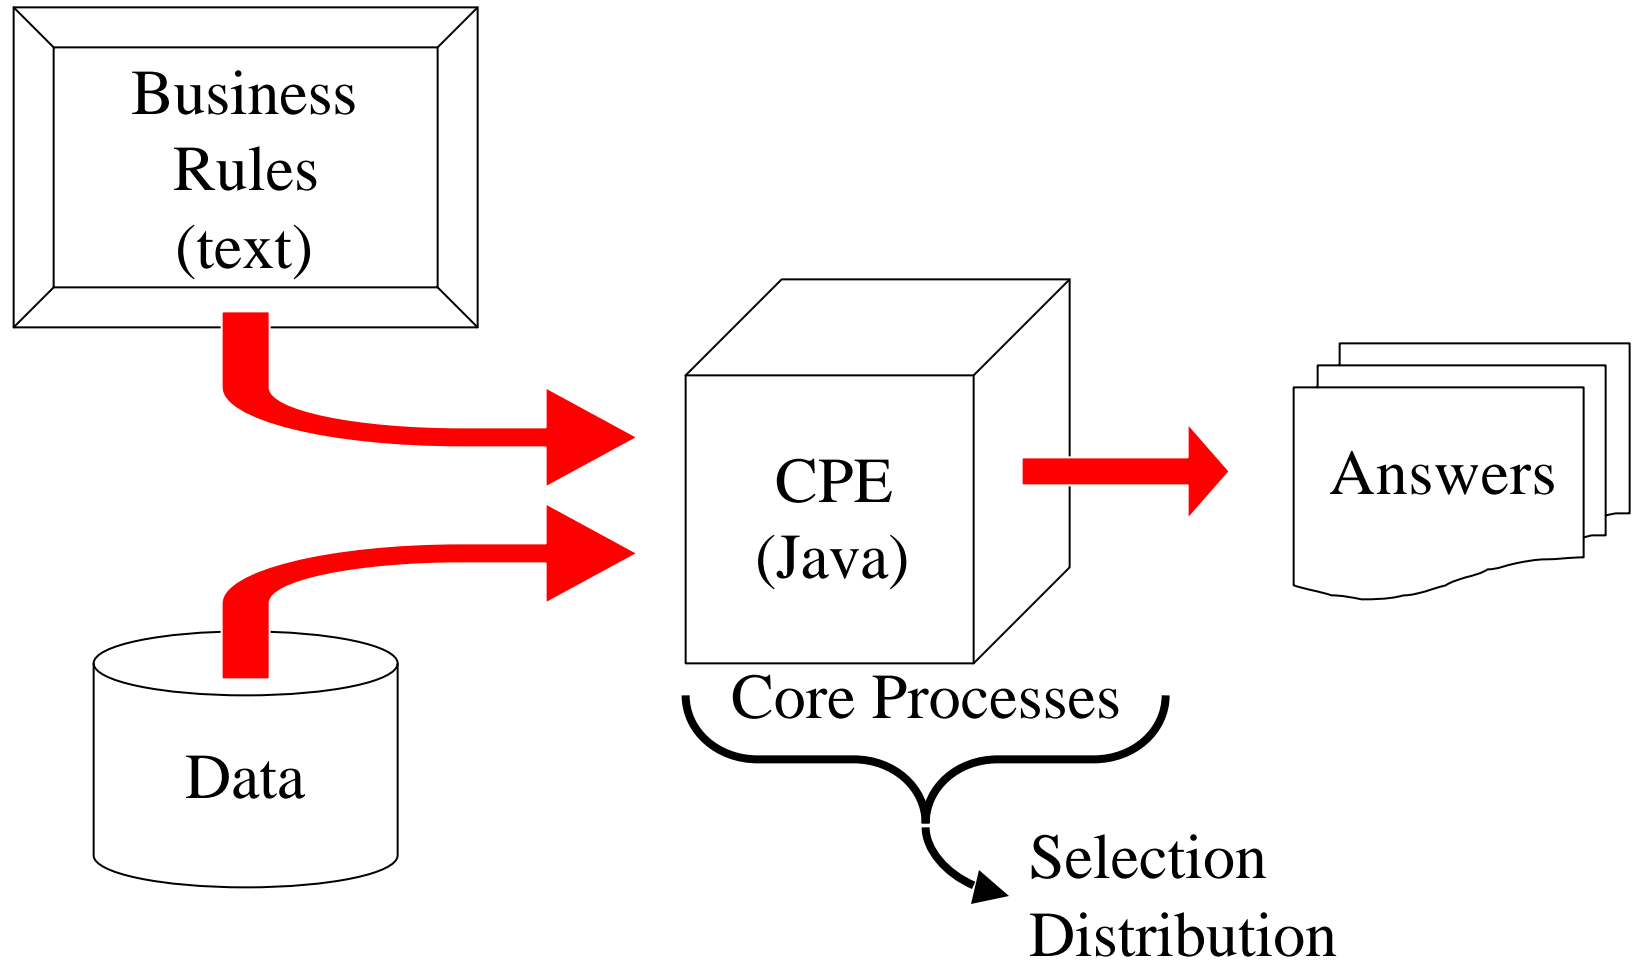 Business
Rules
(text)
CPE
(Java)
Answers
Core Processes
Data
Selection
Distribution